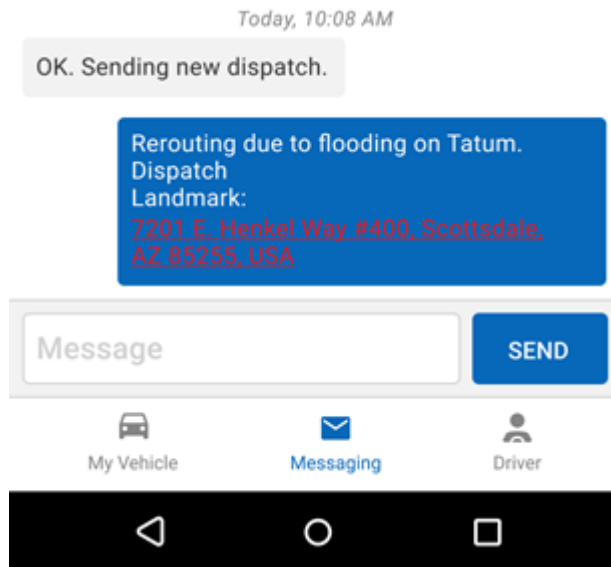 Today, 10:08 AM
OK. Sending new dispatch.
Rerouting due to flooding on Tatum.
Dispatch
Landmark:
7201 E. Henkel Way #400, Scottsdale,
AZ 85255, USA
Message
SEND
My Vehicle
Messaging
Driver